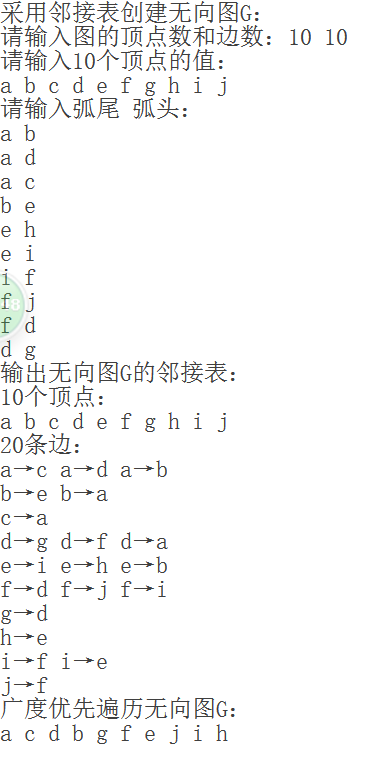 采用邻接表创建无向图G:
请输入图的顶点数和边数: 10 10
请输入10个顶点的值:
a b c d e f g h i j
请输入弧尾 弧头:
a b
a d
a c
b e
e h
e i
i f
f j
f d
d g
输出无向图G的邻接表:
10个顶点:
a b c d e f g h i j
20条边:
a→c a→d a→b
b→e b→a
c→a
d→g d→f d→a
e→i e→h e→b
f→d f→j f→i
g→d
h→e
i→f i→e
j→f
广度优先遍历无向图G:
a c d b g f e j i h